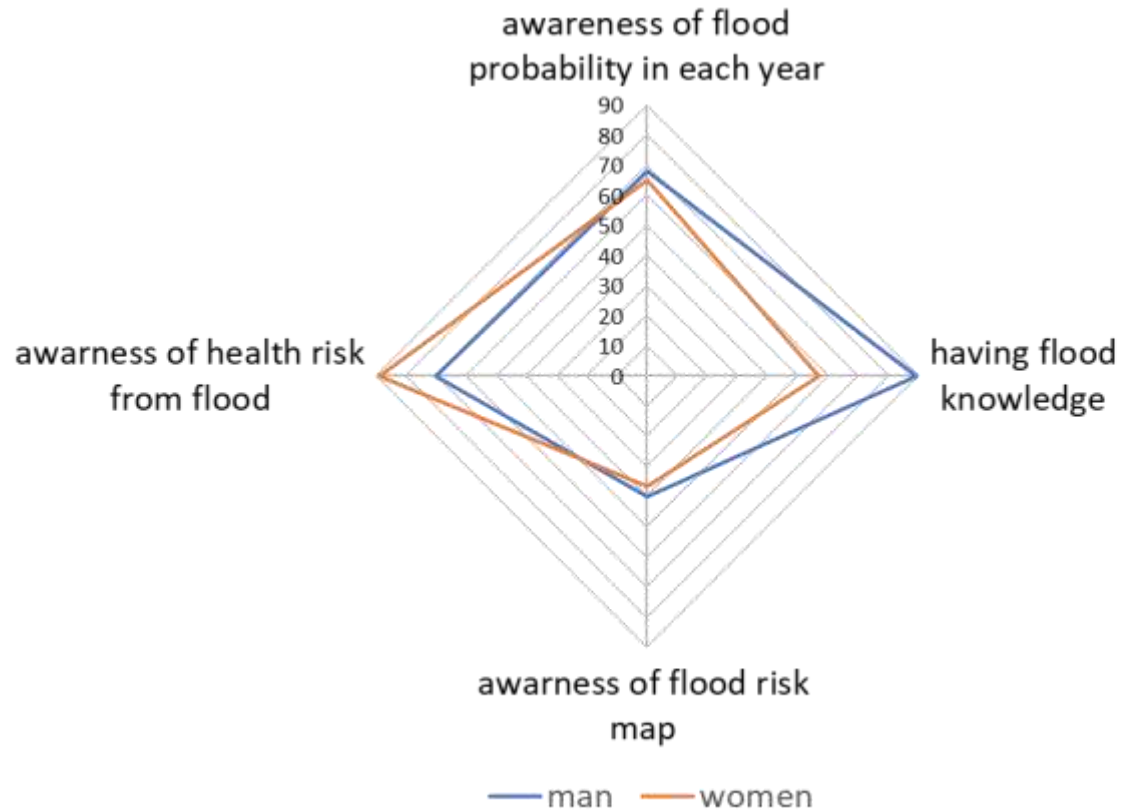 awareness of flood
probability in each year
90
80
70
60
50
40
30
20
10
0
awarness of health risk
from flood
having flood
knowledge
awarness of flood risk
map
man
women